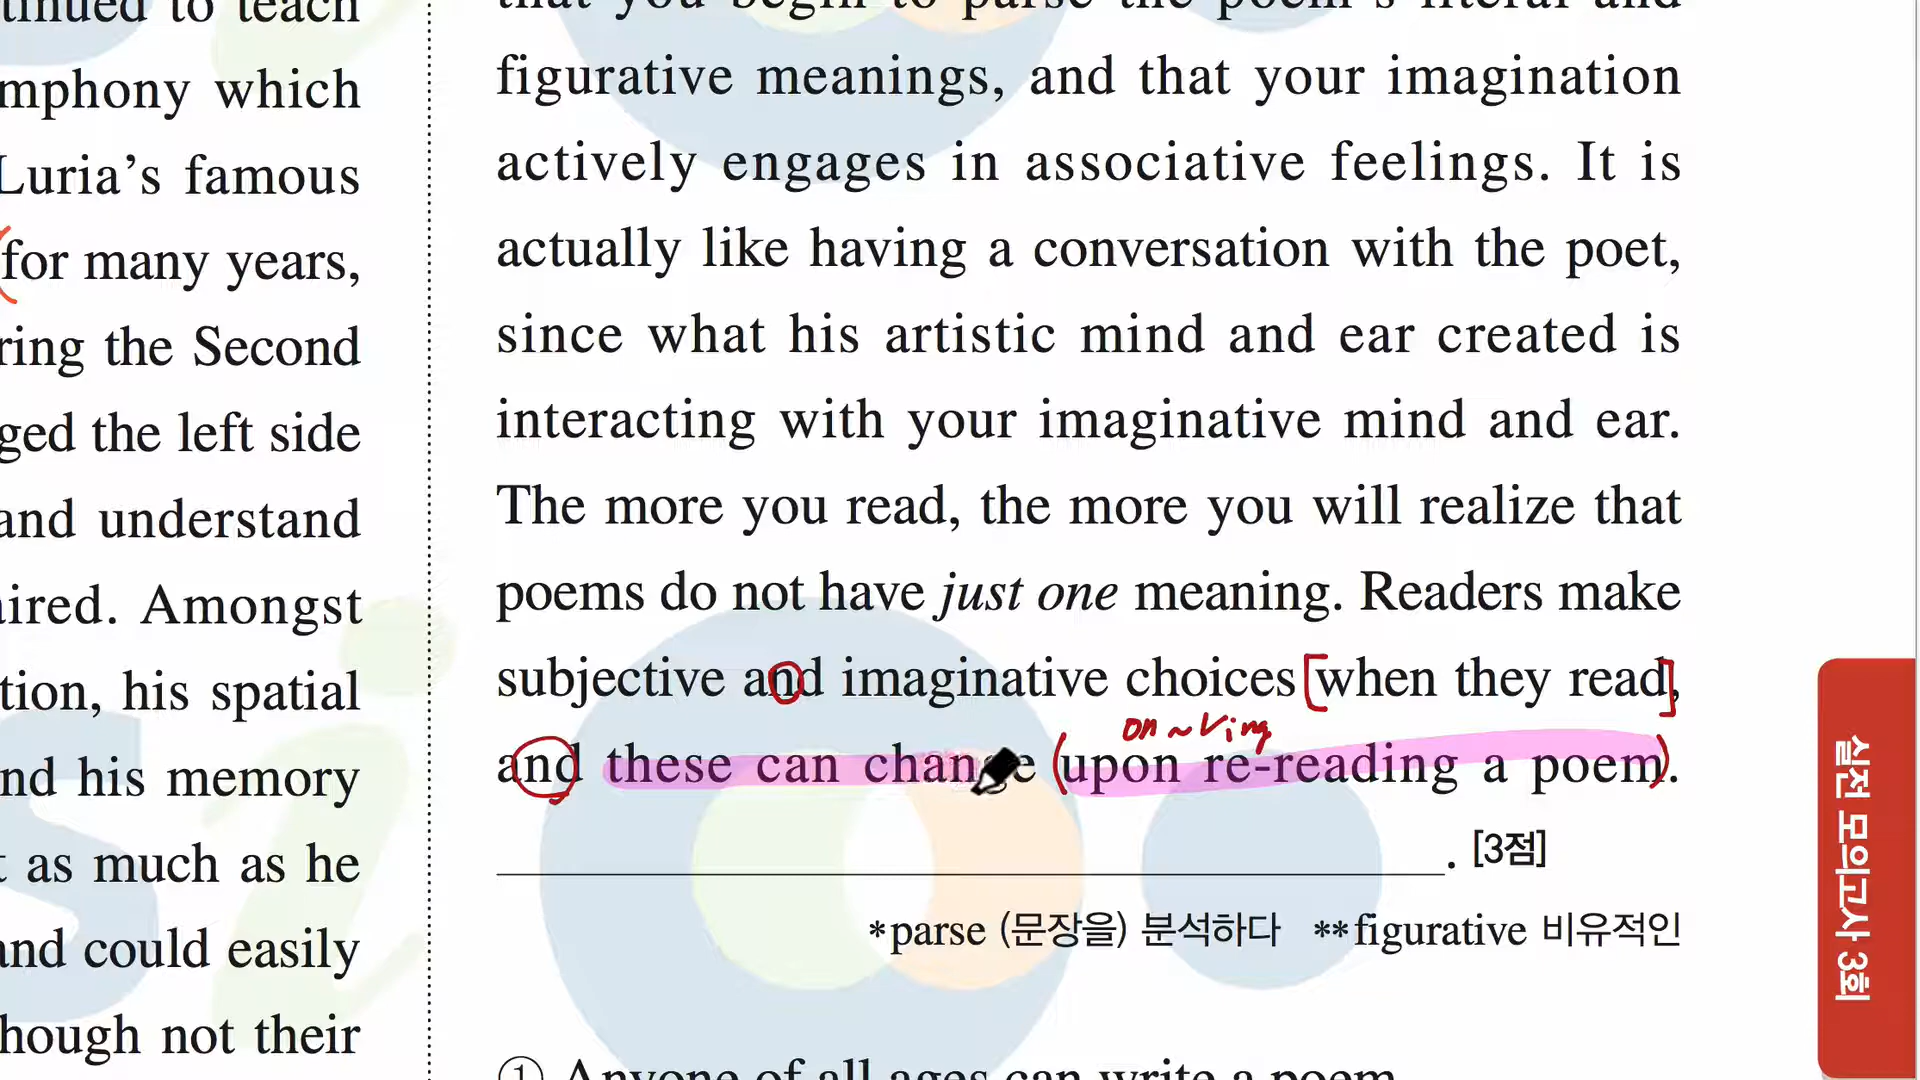 tinued to teach
mphony which
Luria's famous
(for many years,
ring the Second
ged the left side
and understand
aired. Amongst
tion, his spatial
nd his memory
t as much as he
and could easily
hough not their
that you begin to parse the poem's literal and
figurative meanings, and that your imagination
actively engages in associative feelings. It is
actually like having a conversation with the poet,
since what his artistic mind and ear created is
interacting with your imaginative mind and ear.
The more you read, the more you will realize that
poems do not have just one meaning. Readers make
subjective and imaginative choices [when they read],
on ~ Ving
and these can change (upon re-reading a poem).
. [3점]
*parse (문장을) 분석하다 **figurative 비유적인
① Anyone of all ages can write a poem
실전 모의고사 3회